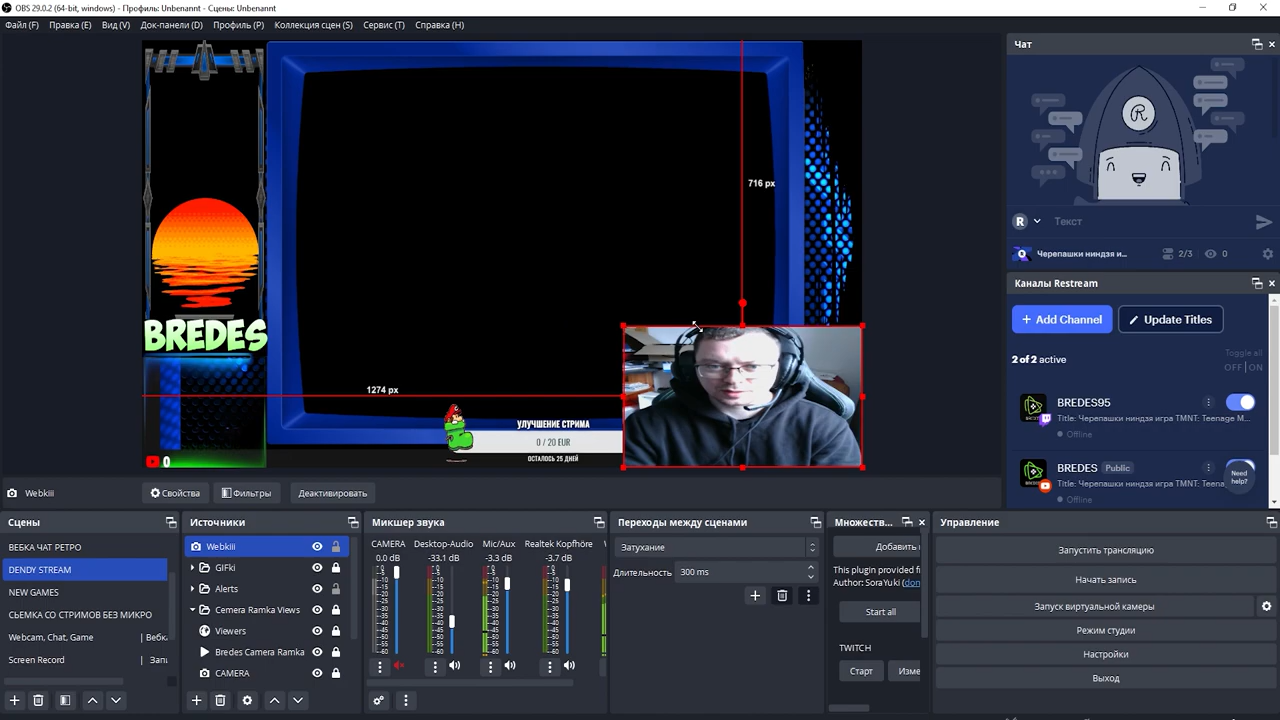 OBS 29.0.2 (64-bit, windows) - Профиль: Unbenannt - Сцены: Unbenannt
Файл (F) Правка (E) Вид (V) Док-панели (D) Профиль (P) Коллекция сцен (S) Сервис (T) Справка (H)
Чат
716 px
R Текст
Черепашки ниндзя и... 2/3 0
Каналы Restream
+ Add Channel Update Titles
BREDES
2 of 2 active
Toggle all
OFF | ON
1274 px
BREDES95
Title: Черепашки ниндзя игра TMNT: Teenage M...
Offline
УЛУЧШЕНИЕ СТРИМА
0 / 20 EUR
ОСТАЛОСЬ 25 ДНЕЙ
0
BREDES Public
Title: Черепашки ниндзя игра TMNT: Teena
Offline
Need help?
Webkiii Свойства Фильтры Деактивировать
Сцены
ВЕБКА ЧАТ РЕТРО
DENDY STREAM
NEW GAMES
СЬЕМКА СО СТРИМОВ БЕЗ МИКРО
Webcam, Chat, Game | Вебк
Screen Record | Запи
Источники
Webkiii
GIFki
Alerts
Cemera Ramka Views
Viewers
Bredes Camera Ramka
CAMERA
Микшер звука
CAMERA Desktop-Audio Mic/Aux Realtek Kopfhöre
0.0 dB -33.1 dB -3.3 dB -3.7 dB
Переходы между сценами
Затухание
Длительность 300 ms
Множеств...
Добавить
This plugin provided
Author: SoraYuki (don
Start all
TWITCH
Старт Изме
Управление
Запустить трансляцию
Начать запись
Запуск виртуальной камеры
Режим студии
Настройки
Выход